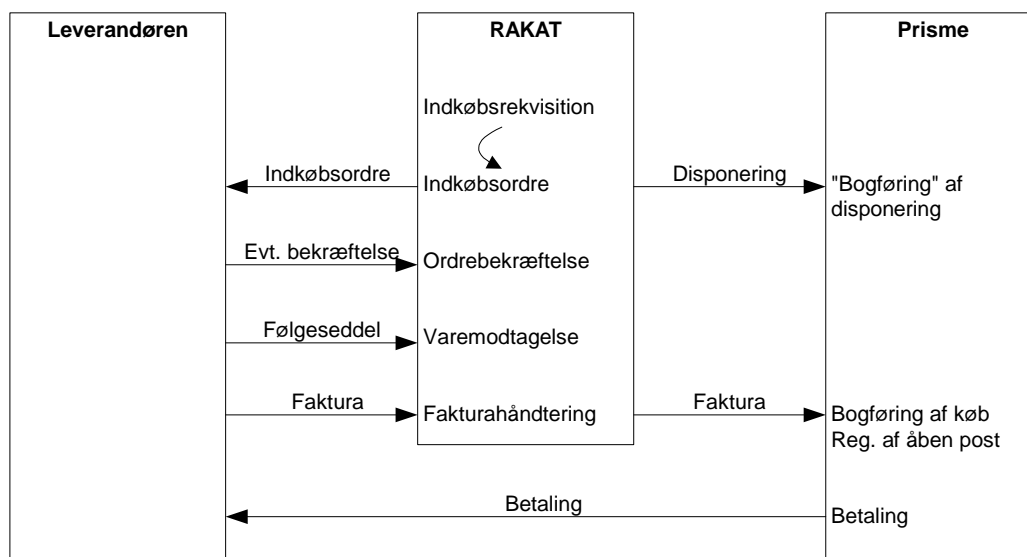 Leverandøren
RAKAT
Prisme
Indkøbsrekvisition
Indkøbsordre
Indkøbsordre
Disponering
"Bogføring" af
disponering
Evt. bekræftelse
Ordrebekræftelse
Følgeseddel
Varemodtagelse
Faktura
Fakturahåndtering
Faktura
Bogføring af køb
Reg. af åben post
Betaling
Betaling